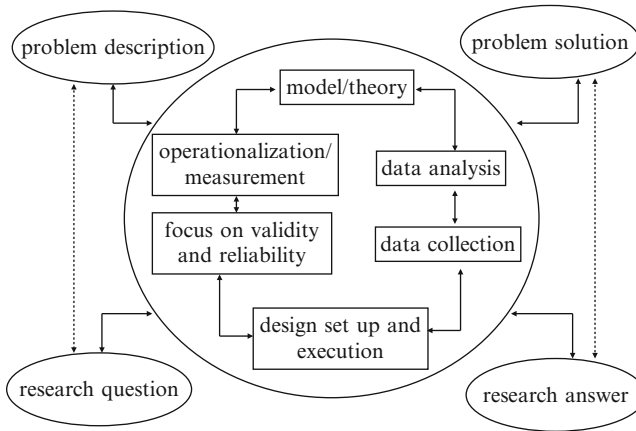 problem description
problem solution
model/theory
operationalization/
measurement
data analysis
focus on validity
and reliability
data collection
design set up and
execution
research question
research answer